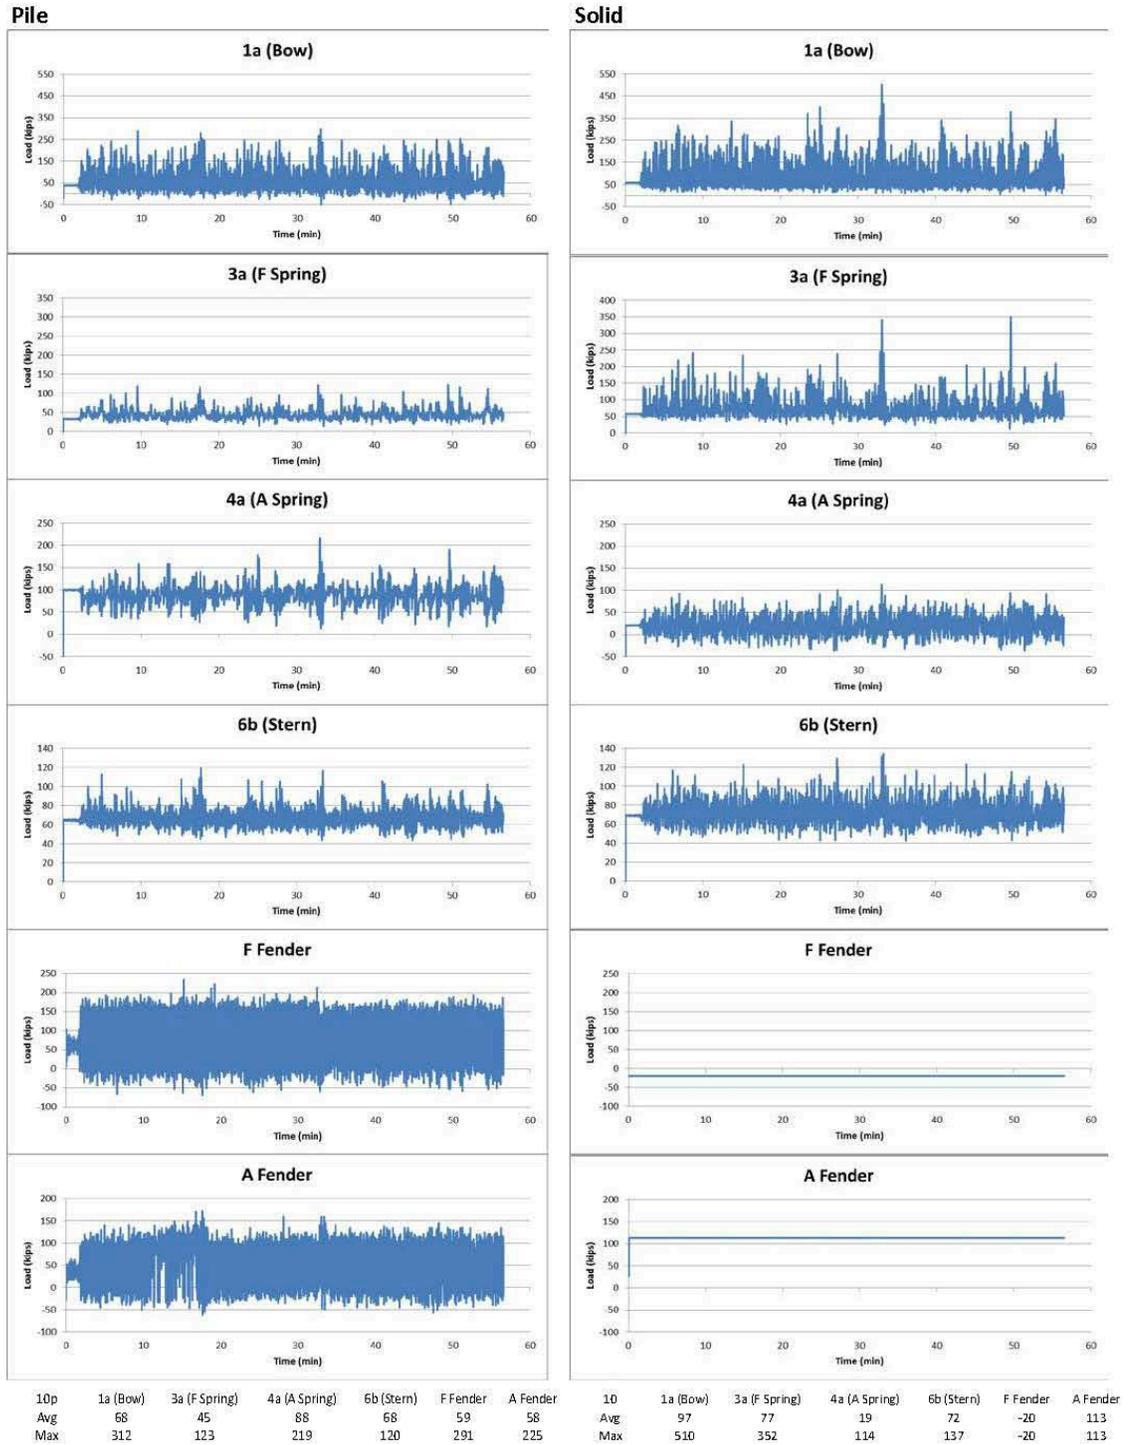 Pile
1a (Bow)
Load (kips)
550
450
350
250
150
50
-50
0 10 20 30 40 50 60
Time (min)
3a (F Spring)
Load (kips)
350
300
250
200
150
100
50
0
0 10 20 30 40 50 60
Time (min)
4a (A Spring)
Load (kips)
250
200
150
100
50
0
-50
0 10 20 30 40 50 60
Time (min)
6b (Stern)
Load (kips)
140
120
100
80
60
40
20
0
0 10 20 30 40 50 60
Time (min)
F Fender
Load (kips)
250
200
150
100
50
0
-50
-100
0 10 20 30 40 50 60
Time (min)
A Fender
Load (kips)
200
150
100
50
0
-50
-100
0 10 20 30 40 50 60
Time (min)
10p 1a (Bow) 3a (F Spring) 4a (A Spring) 6b (Stern) F Fender A Fender
Avg 68 45 88 68 59 58
Max 312 123 219 120 291 225
Solid
1a (Bow)
Load (kips)
550
450
350
250
150
50
-50
0 10 20 30 40 50 60
Time (min)
3a (F Spring)
Load (kips)
400
350
300
250
200
150
100
50
0
0 10 20 30 40 50 60
Time (min)
4a (A Spring)
Load (kips)
250
200
150
100
50
0
-50
0 10 20 30 40 50 60
Time (min)
6b (Stern)
Load (kips)
140
120
100
80
60
40
20
0
0 10 20 30 40 50 60
Time (min)
F Fender
Load (kips)
250
200
150
100
50
0
-50
-100
0 10 20 30 40 50 60
Time (min)
A Fender
Load (kips)
200
150
100
50
0
-50
-100
0 10 20 30 40 50 60
Time (min)
10 1a (Bow) 3a (F Spring) 4a (A Spring) 6b (Stern) F Fender A Fender
Avg 97 77 19 72 -20 113
Max 510 352 114 137 -20 113